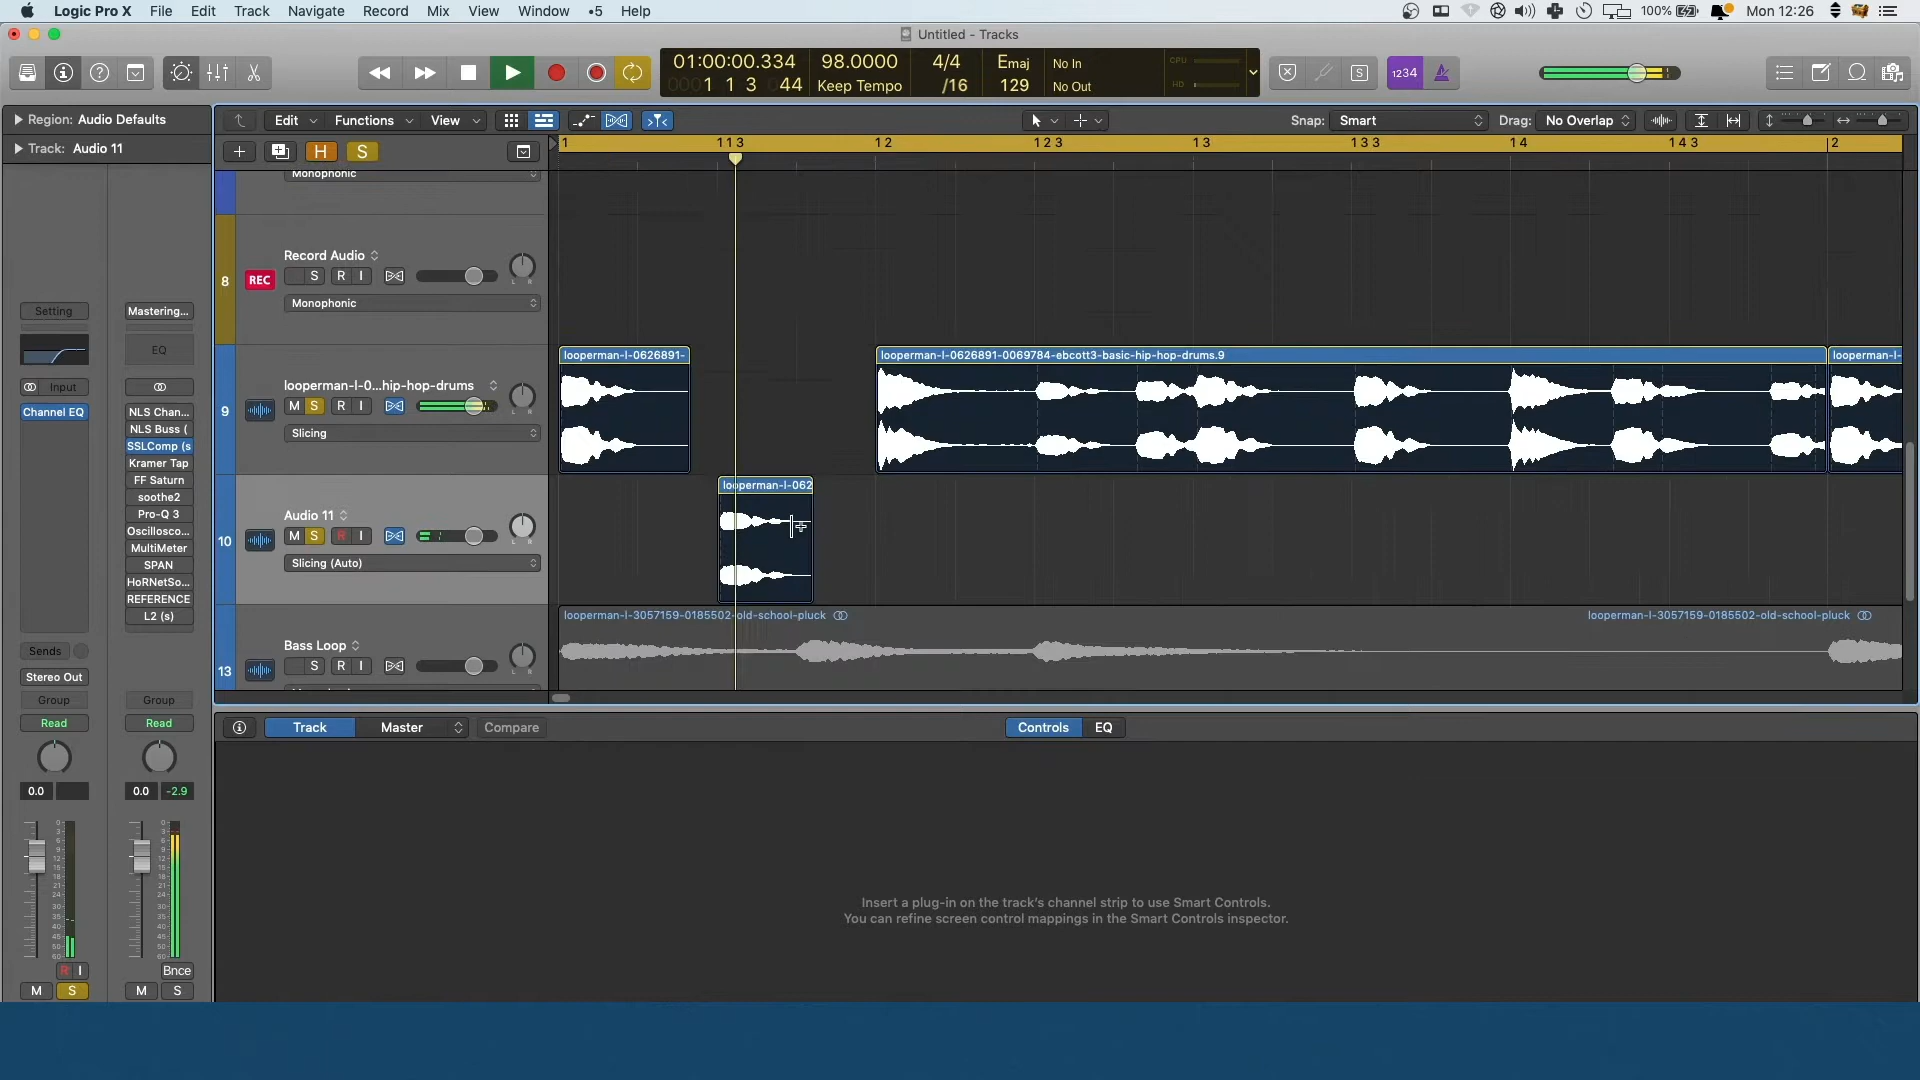 Logic Pro X File Edit Track Navigate Record Mix View Window •5 Help 100% Mon 12:26
Untitled - Tracks
01:00:00.334 98.0000 4/4 Emaj No In CPU
0001 1 3 044 Keep Tempo /16 129 No Out HD
1234
S
Region: Audio Defaults
Track: Audio 11
Edit Functions View
Snap: Smart Drag: No Overlap
H S
1 1 1 3 1 2 1 2 3 1 3 1 3 3 1 4 1 4 3 2
Monophonic
8 REC Record Audio
S R I
L R
Monophonic
looperman-l-0626891- looperman-l-0626891-0069784-ebcott3-basic-hip-hop-drums.9 looperman-l-
9 looperman-l-0...hip-hop-drums
M S R I
L R
Slicing
looperman-l-062
10 Audio 11
M S R I
L R
Slicing (Auto)
looperman-l-3057159-0185502-old-school-pluck looperman-l-3057159-0185502-old-school-pluck
13 Bass Loop
S R I
L R
Setting Mastering...
EQ
Input
Channel EQ NLS Chan...
NLS Buss (
SSLComp (s
Kramer Tap
FF Saturn
soothe2
Pro-Q 3
Oscillosco...
MultiMeter
SPAN
HoRNetSo...
REFERENCE
L2 (s)
Sends
Stereo Out
Group Group
Read Read
0.0 0.0 -2.9
R I Bnce
M S M S
Track Master Compare Controls EQ
Insert a plug-in on the track's channel strip to use Smart Controls.
You can refine screen control mappings in the Smart Controls inspector.